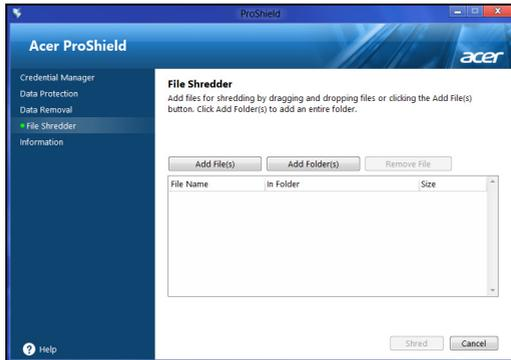 ProShield
Acer ProShield
acer
Credential Manager
Data Protection
Data Removal
File Shredder
Information
Help
File Shredder
Add files for shredding by dragging and dropping files or clicking the Add File(s)
button. Click Add Folder(s) to add an entire folder.
Add File(s) Add Folder(s) Remove File
File Name In Folder Size
Shred Cancel